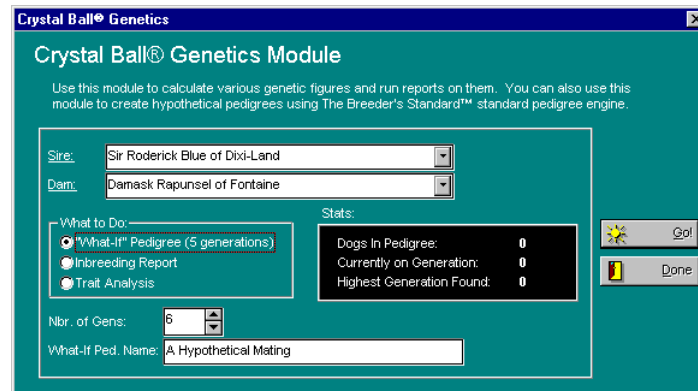 Crystal Ball® Genetics
Crystal Ball® Genetics Module
Use this module to calculate various genetic figures and run reports on them. You can also use this
module to create hypothetical pedigrees using The Breeder's Standard™ standard pedigree engine.
Sire: Sir Roderick Blue of Dixi-Land
Dam: Damask Rapunsel of Fontaine
What to Do:
"What-If" Pedigree (5 generations)
Inbreeding Report
Trait Analysis
Stats:
Dogs In Pedigree: 0
Currently on Generation: 0
Highest Generation Found: 0
Go!
Done
Nbr. of Gens: 6
What-If Ped. Name: A Hypothetical Mating